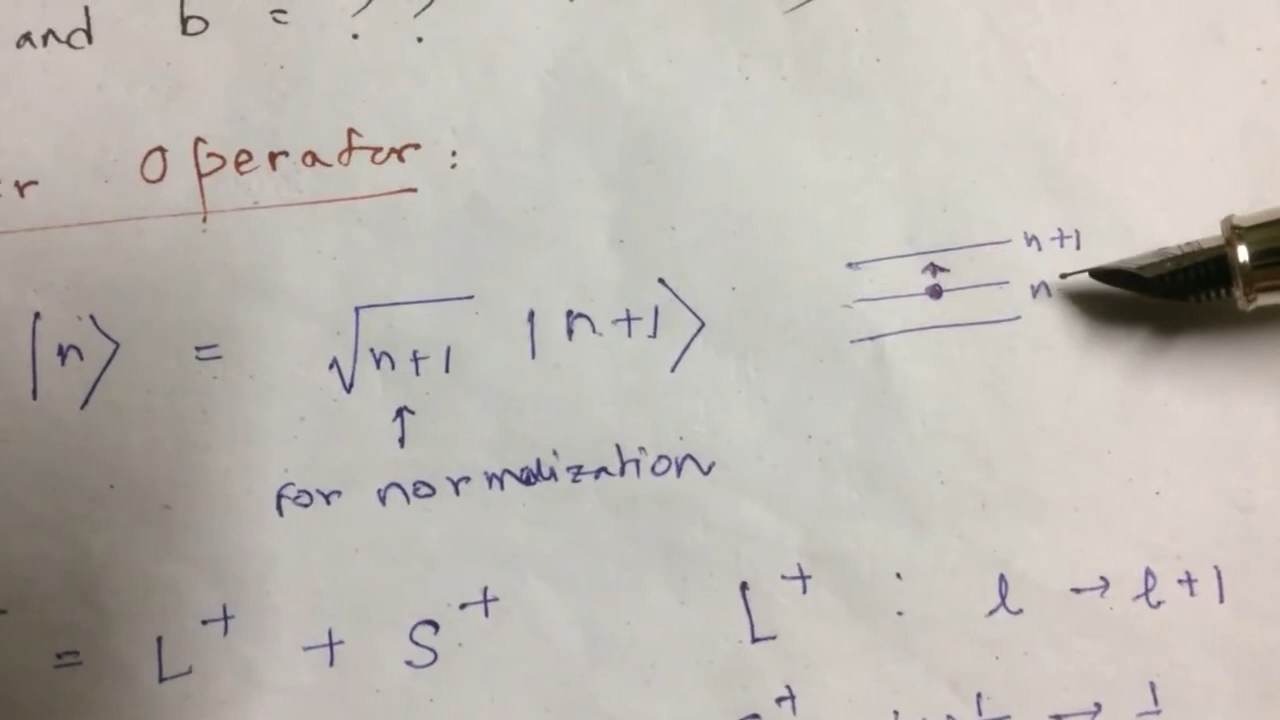 and b = ? ?
r Operator:
|n⟩ = √n+1 |n+1⟩
n+1
n
↑
for normalization
= L⁺ + S⁺
L⁺ : l → l+1